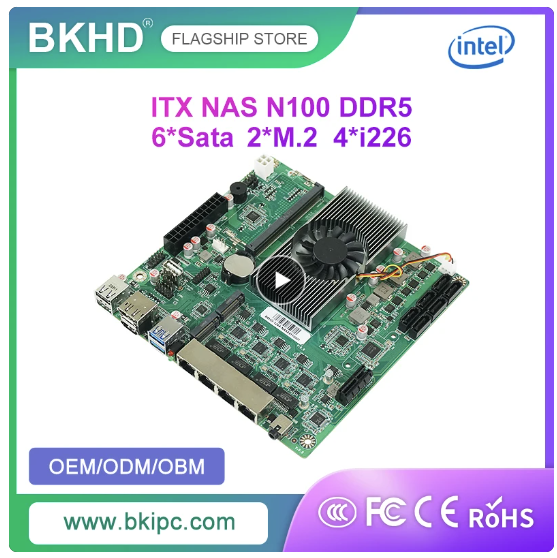 BKHD®
FLAGSHIP STORE
intel
ITX NAS N100 DDR5
6*Sata 2*M.2 4*i226
OEM/ODM/OBM
www.bkipc.com
CCC FC CE RoHS